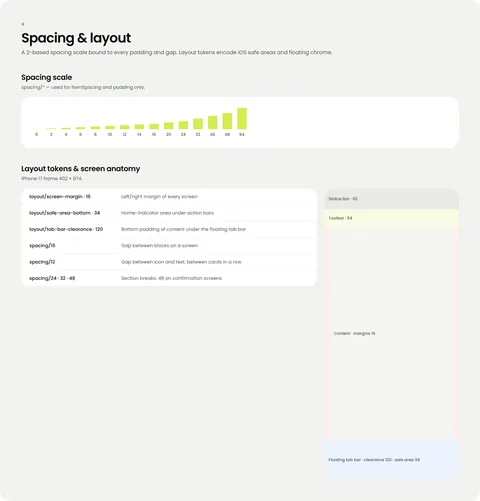 4
Spacing & layout
A 2-based spacing scale bound to every padding and gap. Layout tokens encode iOS safe areas and floating chrome.
Spacing scale
spacing/* — used for itemSpacing and padding only.
0 2 4 6 8 10 12 14 16 20 24 32 40 48 64
Layout tokens & screen anatomy
iPhone 17 frame 402 × 874.
layout/screen-margin · 16 Left/right margin of every screen
layout/safe-area-bottom · 34 Home-indicator area under action bars
layout/tab-bar-clearance · 120 Bottom padding of content under the floating tab bar
spacing/16 Gap between blocks on a screen
spacing/12 Gap between icon and text, between cards in a row
spacing/24 · 32 · 48 Section breaks; 48 on confirmation screens
Status bar · 62
Toolbar · 54
Content · margins 16
Floating tab bar · clearance 120 · safe area 34